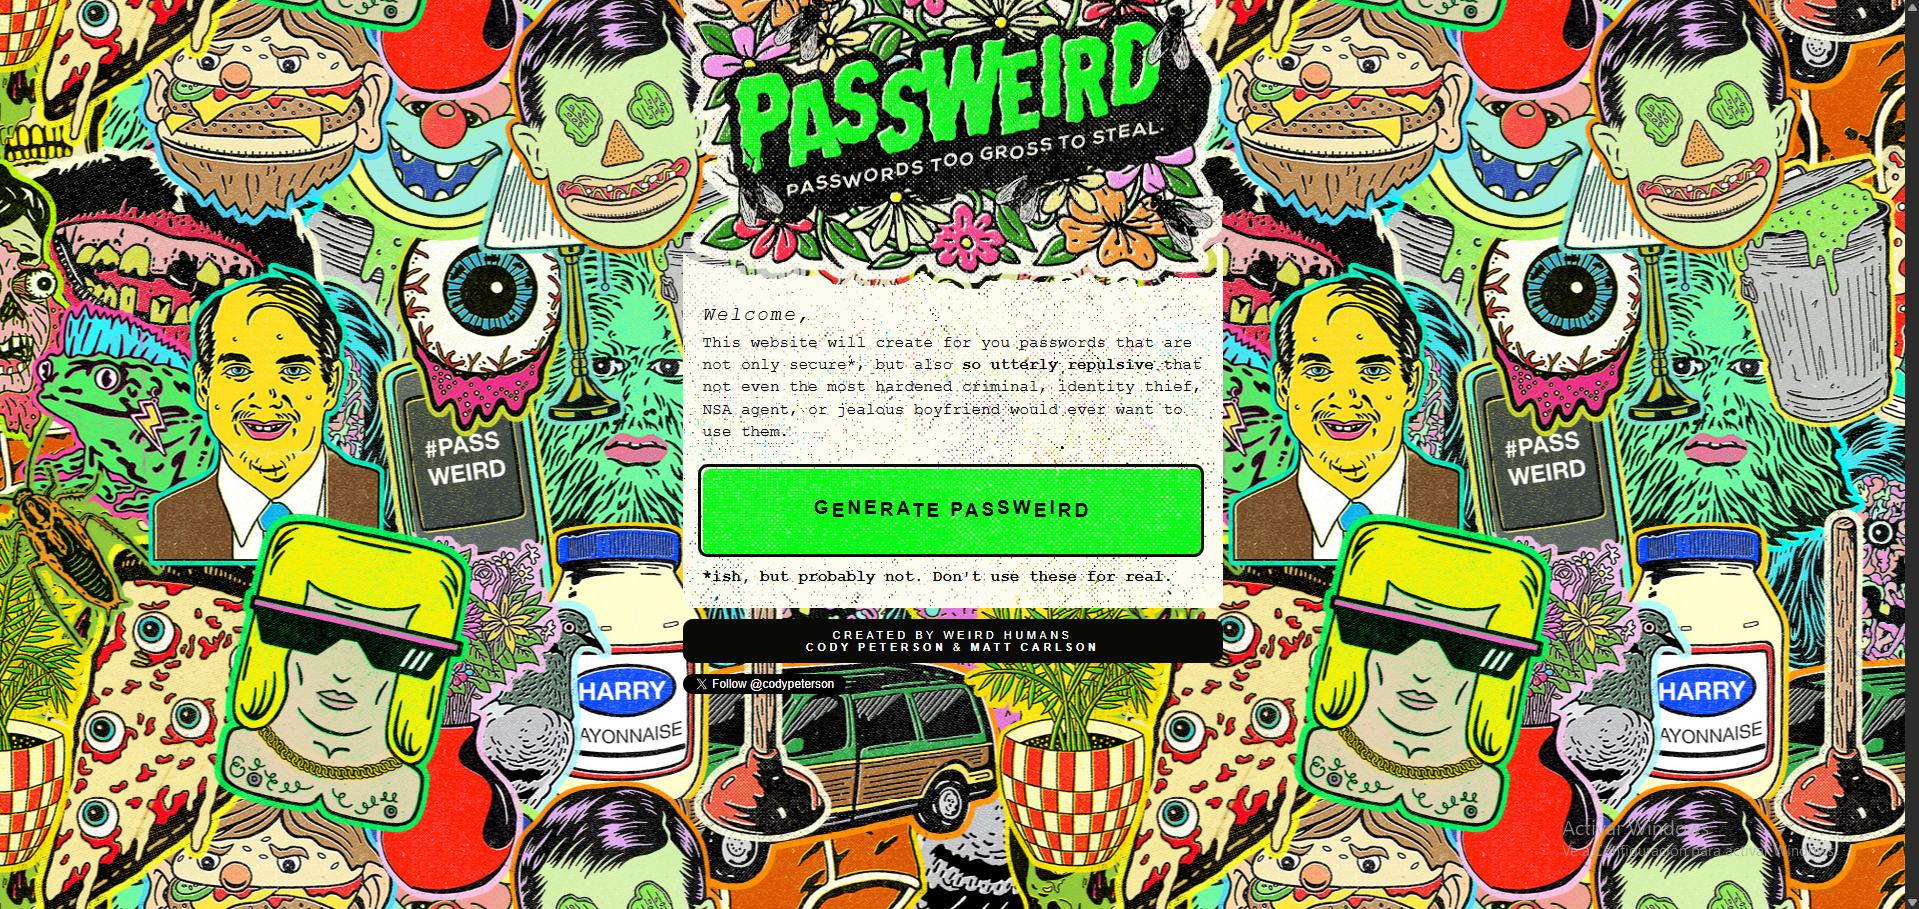 PASSWEIRD
PASSWORDS TOO GROSS TO STEAL.
Welcome,
This website will create for you passwords that are
not only secure*, but also so utterly repulsive that
not even the most hardened criminal, identity thief,
NSA agent, or jealous boyfriend would ever want to
use them.
#PASS
WEIRD
#PASS
WEIRD
GENERATE PASSWEIRD
*ish, but probably not. Don't use these for real.
CREATED BY WEIRD HUMANS
CODY PETERSON & MATT CARLSON
Follow @codypeterson
HARRY
AYONNAISE
HARRY
AYONNAISE
Activar Windows
Ve a Configuración para activar Windows.